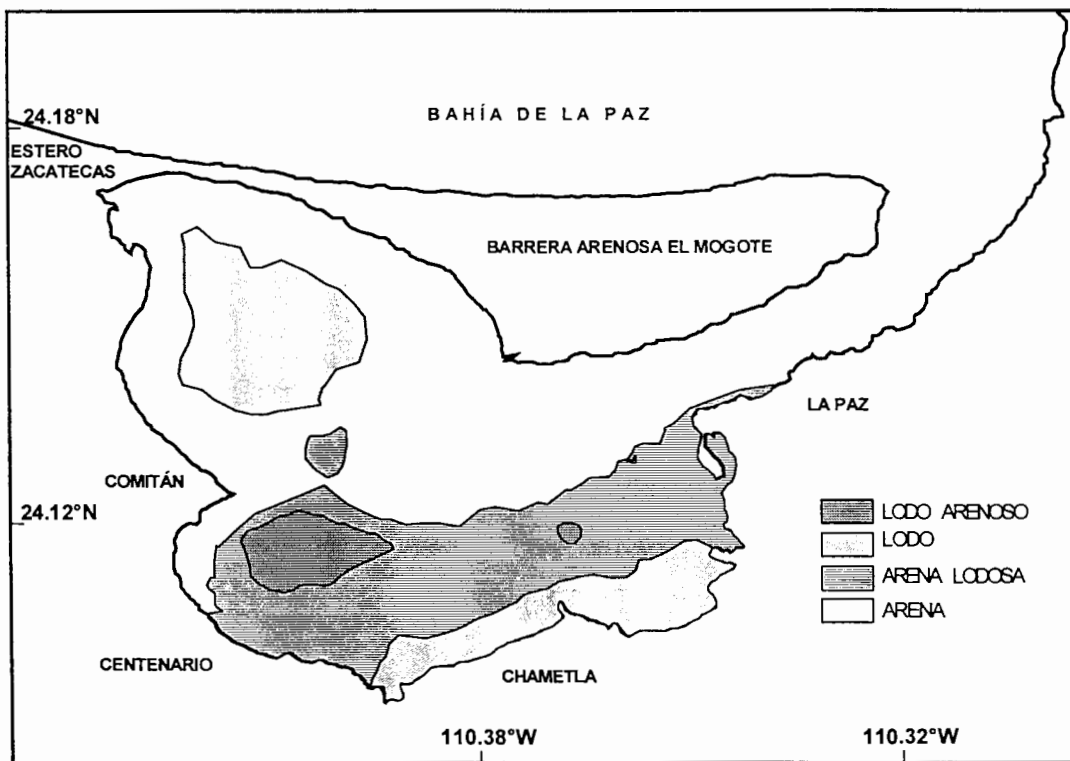 BAHÍA DE LA PAZ
24.18°N
ESTERO
ZACATECAS
BARRERA ARENOSA EL MOGOTE
LA PAZ
COMITÁN
24.12°N
LODO ARENOSO
LODO
ARENA LODOSA
ARENA
CENTENARIO
CHAMETLA
110.38°W
110.32°W